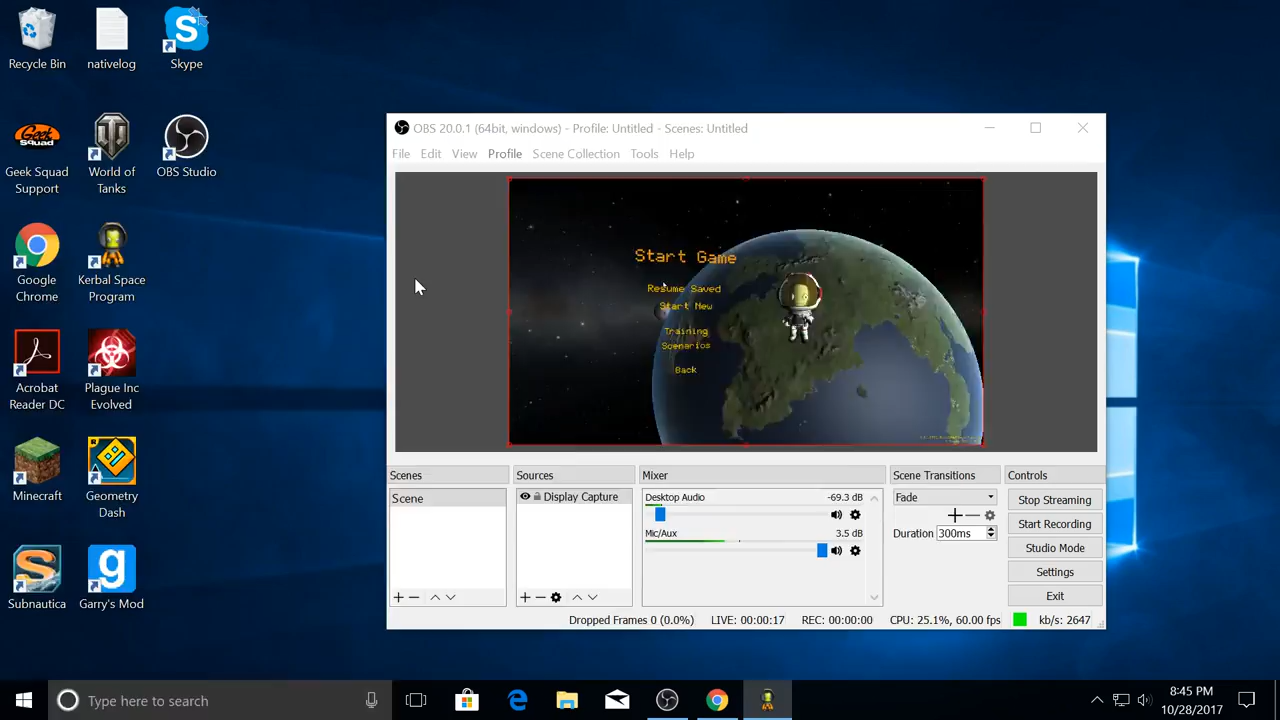 Recycle Bin
nativelog
Skype
Geek Squad
Support
World of
Tanks
OBS Studio
Google
Chrome
Kerbal Space
Program
Acrobat
Reader DC
Plague Inc
Evolved
Minecraft
Geometry
Dash
Subnautica
Garry's Mod
OBS 20.0.1 (64bit, windows) - Profile: Untitled - Scenes: Untitled
File Edit View Profile Scene Collection Tools Help
Start Game
Resume Saved
Start New
Training
Scenarios
Back
Scenes
Scene
Sources
Display Capture
Mixer
Desktop Audio -69.3 dB
Mic/Aux 3.5 dB
Scene Transitions
Fade
Duration 300ms
Controls
Stop Streaming
Start Recording
Studio Mode
Settings
Exit
Dropped Frames 0 (0.0%) LIVE: 00:00:17 REC: 00:00:00 CPU: 25.1%, 60.00 fps kb/s: 2647
Type here to search
8:45 PM
10/28/2017